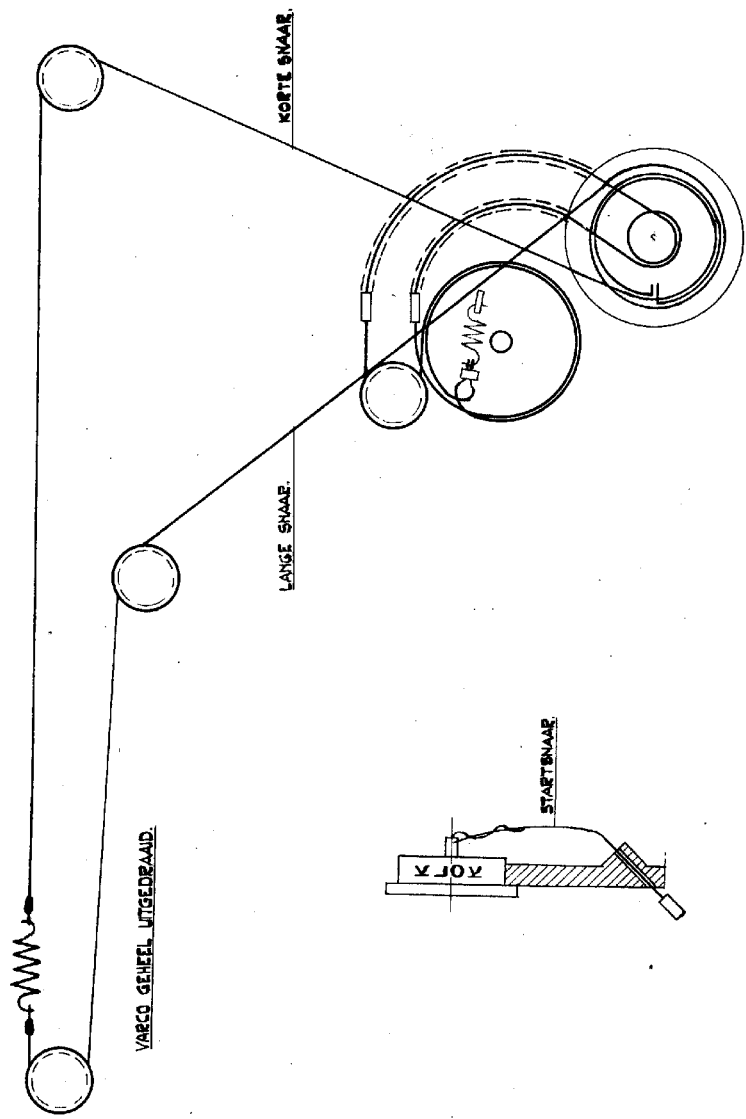 VARCO GEHEEL UITGEDRAAID.
LANGE SNAAR.
KORTE SNAAR.
KLOK
STARTSNAAR.